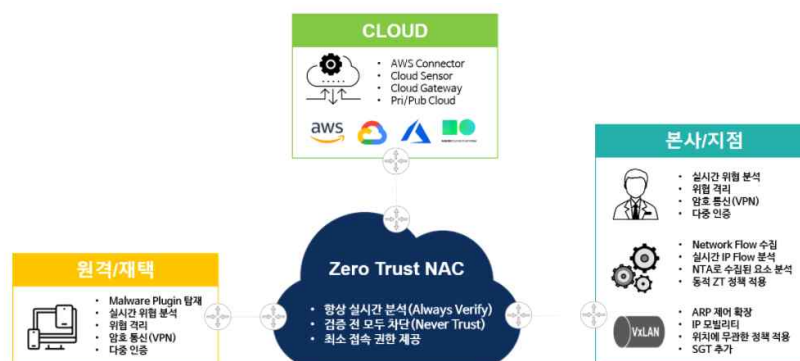 CLOUD
• AWS Connector
• Cloud Sensor
• Cloud Gateway
• Pri/Pub Cloud
aws
본사/지점
• 실시간 위협 분석
• 위협 격리
• 암호 통신(VPN)
• 다중 인증
• Network Flow 수집
• 실시간 IP Flow 분석
• NTA로 수집된 요소 분석
• 동적 ZT 정책 적용
VxLAN
• ARP 제어 확장
• IP 모빌리티
• 위치에 무관한 정책 적용
• SGT 추가
원격/재택
• Malware Plugin 탑재
• 실시간 위협 분석
• 위협 격리
• 암호 통신(VPN)
• 다중 인증
Zero Trust NAC
• 항상 실시간 분석(Always Verify)
• 검증 전 모두 차단(Never Trust)
• 최소 접속 권한 제공